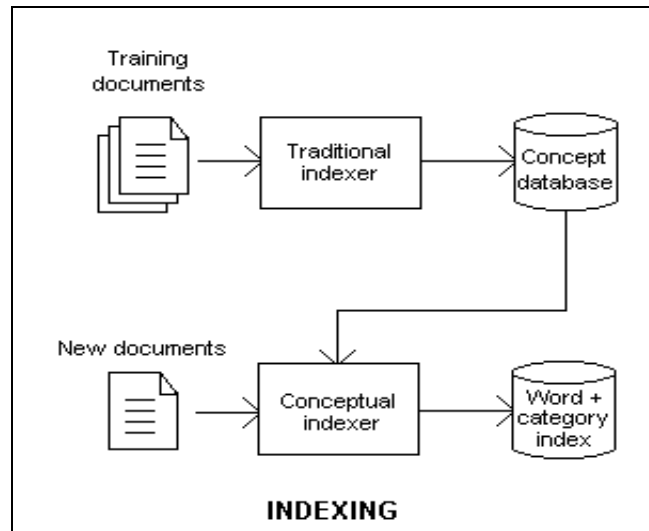 Training
documents
Traditional
indexer
Concept
database
New documents
Conceptual
indexer
Word +
category
index
INDEXING